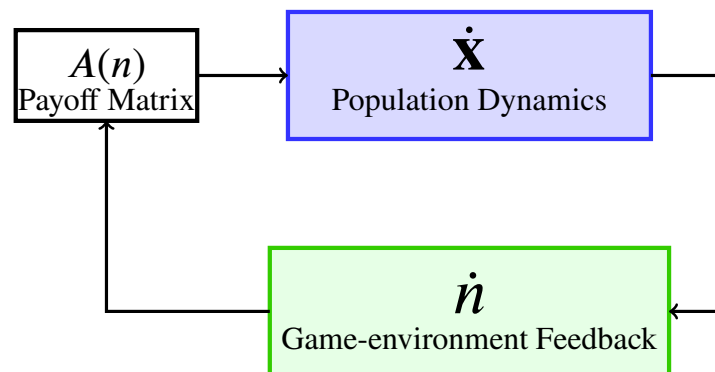 A(n)
Payoff Matrix
ẋ
Population Dynamics
ṅ
Game-environment Feedback